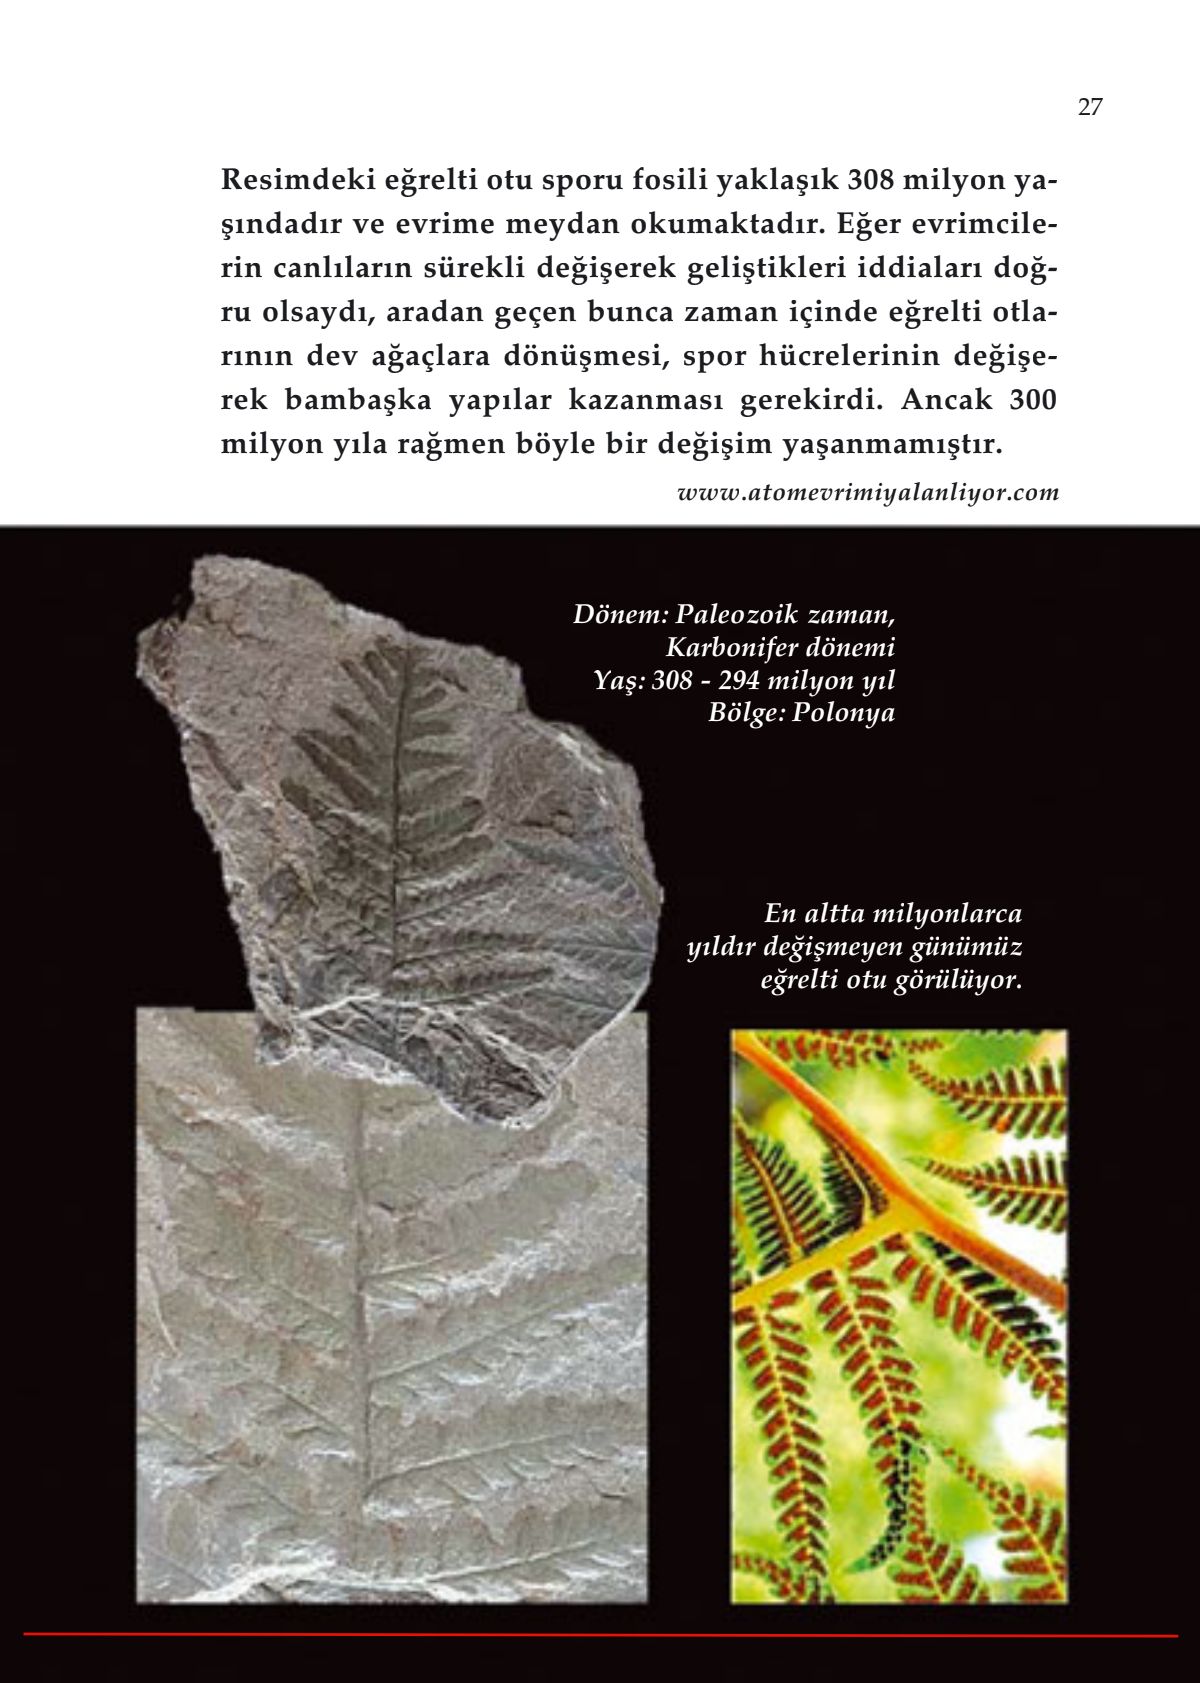 27
Resimdeki eğrelti otu sporu fosili yaklaşık 308 milyon ya-
şındadır ve evrime meydan okumaktadır. Eğer evrimcile-
rin canlıların sürekli değişerek geliştikleri iddiaları doğ-
ru olsaydı, aradan geçen bunca zaman içinde eğrelti otla-
rının dev ağaçlara dönüşmesi, spor hücrelerinin değişe-
rek bambaşka yapılar kazanması gerekirdi. Ancak 300
milyon yıla rağmen böyle bir değişim yaşanmamıştır.
www.atomevrimiyalanliyor.com
Dönem: Paleozoik zaman,
Karbonifer dönemi
Yaş: 308 - 294 milyon yıl
Bölge: Polonya
En altta milyonlarca
yıldır değişmeyen günümüz
eğrelti otu görülüyor.